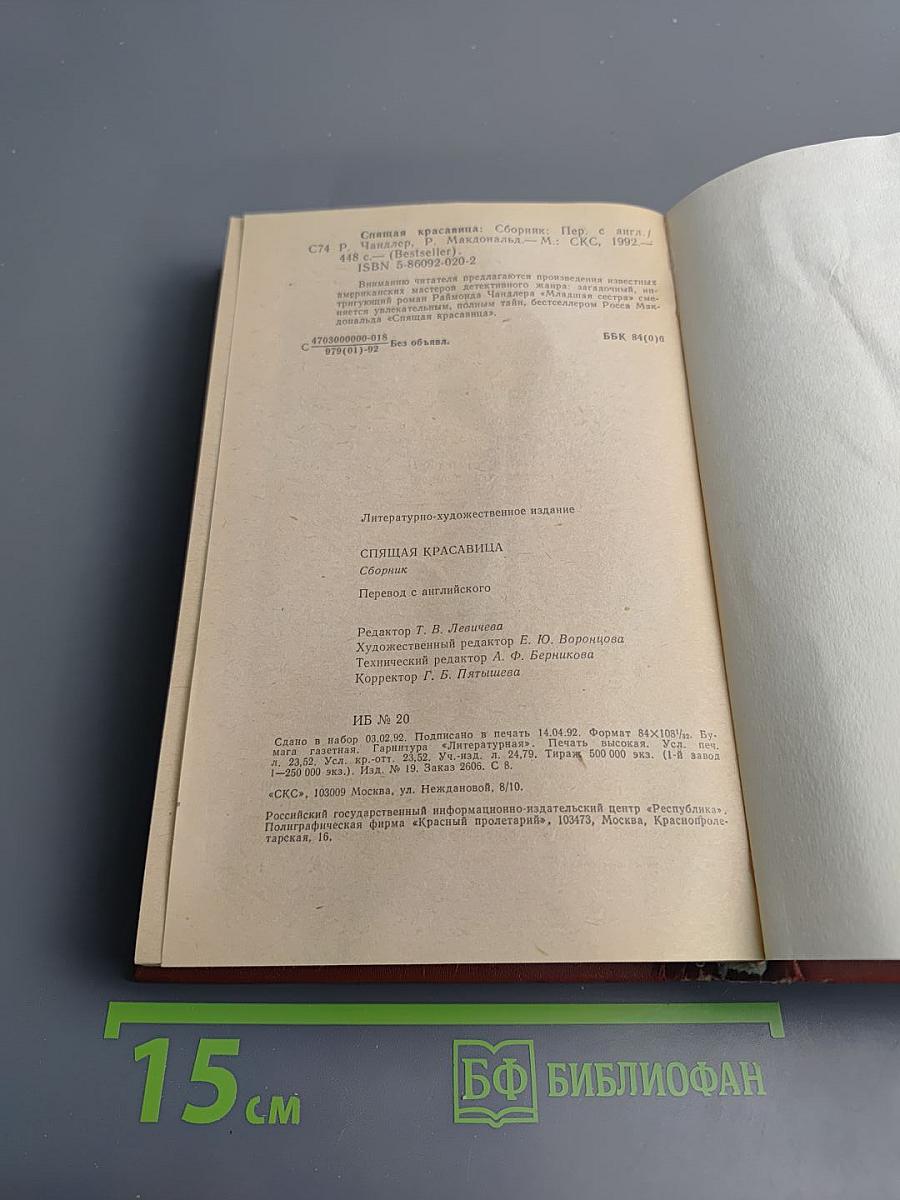 Спящая красавица: Сборник: Пер. с англ./
С74 Р. Чандлер, Р. Макдональд.— М.: СКС, 1992.—
448 с.— (Bestseller).
ISBN 5-86092-020-2
Вниманию читателя предлагаются произведения известных
американских мастеров детективного жанра: загадочный, ин-
тригующий роман Раймонда Чандлера «Младшая сестра» сме-
няется увлекательным, полным тайн, бестселлером Росса Мак-
дональда «Спящая красавица».
С 4703000000-018
979(01)-92 Без объявл. ББК 84(0)6
Литературно-художественное издание
СПЯЩАЯ КРАСАВИЦА
Сборник
Перевод с английского
Редактор Т. В. Левичева
Художественный редактор Е. Ю. Воронцова
Технический редактор А. Ф. Берникова
Корректор Г. Б. Пятышева
ИБ № 20
Сдано в набор 03.02.92. Подписано в печать 14.04.92. Формат 84×108¹/₃₂. Бу-
мага газетная. Гарнитура «Литературная». Печать высокая. Усл. печ.
л. 23,52. Усл. кр.-отт. 23,52. Уч.-изд. л. 24,79. Тираж 500 000 экз. (1-й завод
1—250 000 экз.). Изд. № 19. Заказ 2606. С 8.
«СКС», 103009 Москва, ул. Неждановой, 8/10.
Российский государственный информационно-издательский центр «Республика».
Полиграфическая фирма «Красный пролетарий», 103473, Москва, Краснопроле-
тарская, 16.
15 см
БФ БИБЛИОФАН